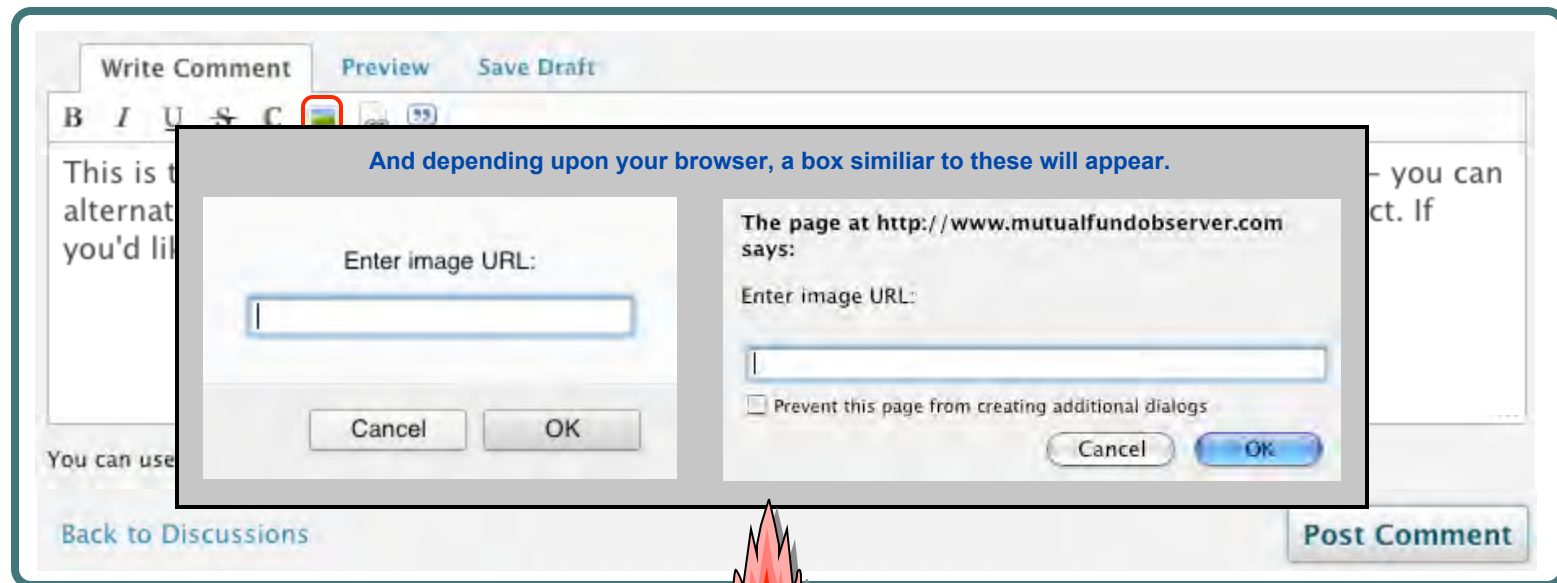 Write Comment Preview Save Draft
B I U S C
And depending upon your browser, a box similiar to these will appear.
This is t
– you can
alternat
ct. If
you'd lik
Enter image URL:
Cancel OK
The page at http://www.mutualfundobserver.com
says:
Enter image URL:
Prevent this page from creating additional dialogs
Cancel OK
You can use
Back to Discussions
Post Comment